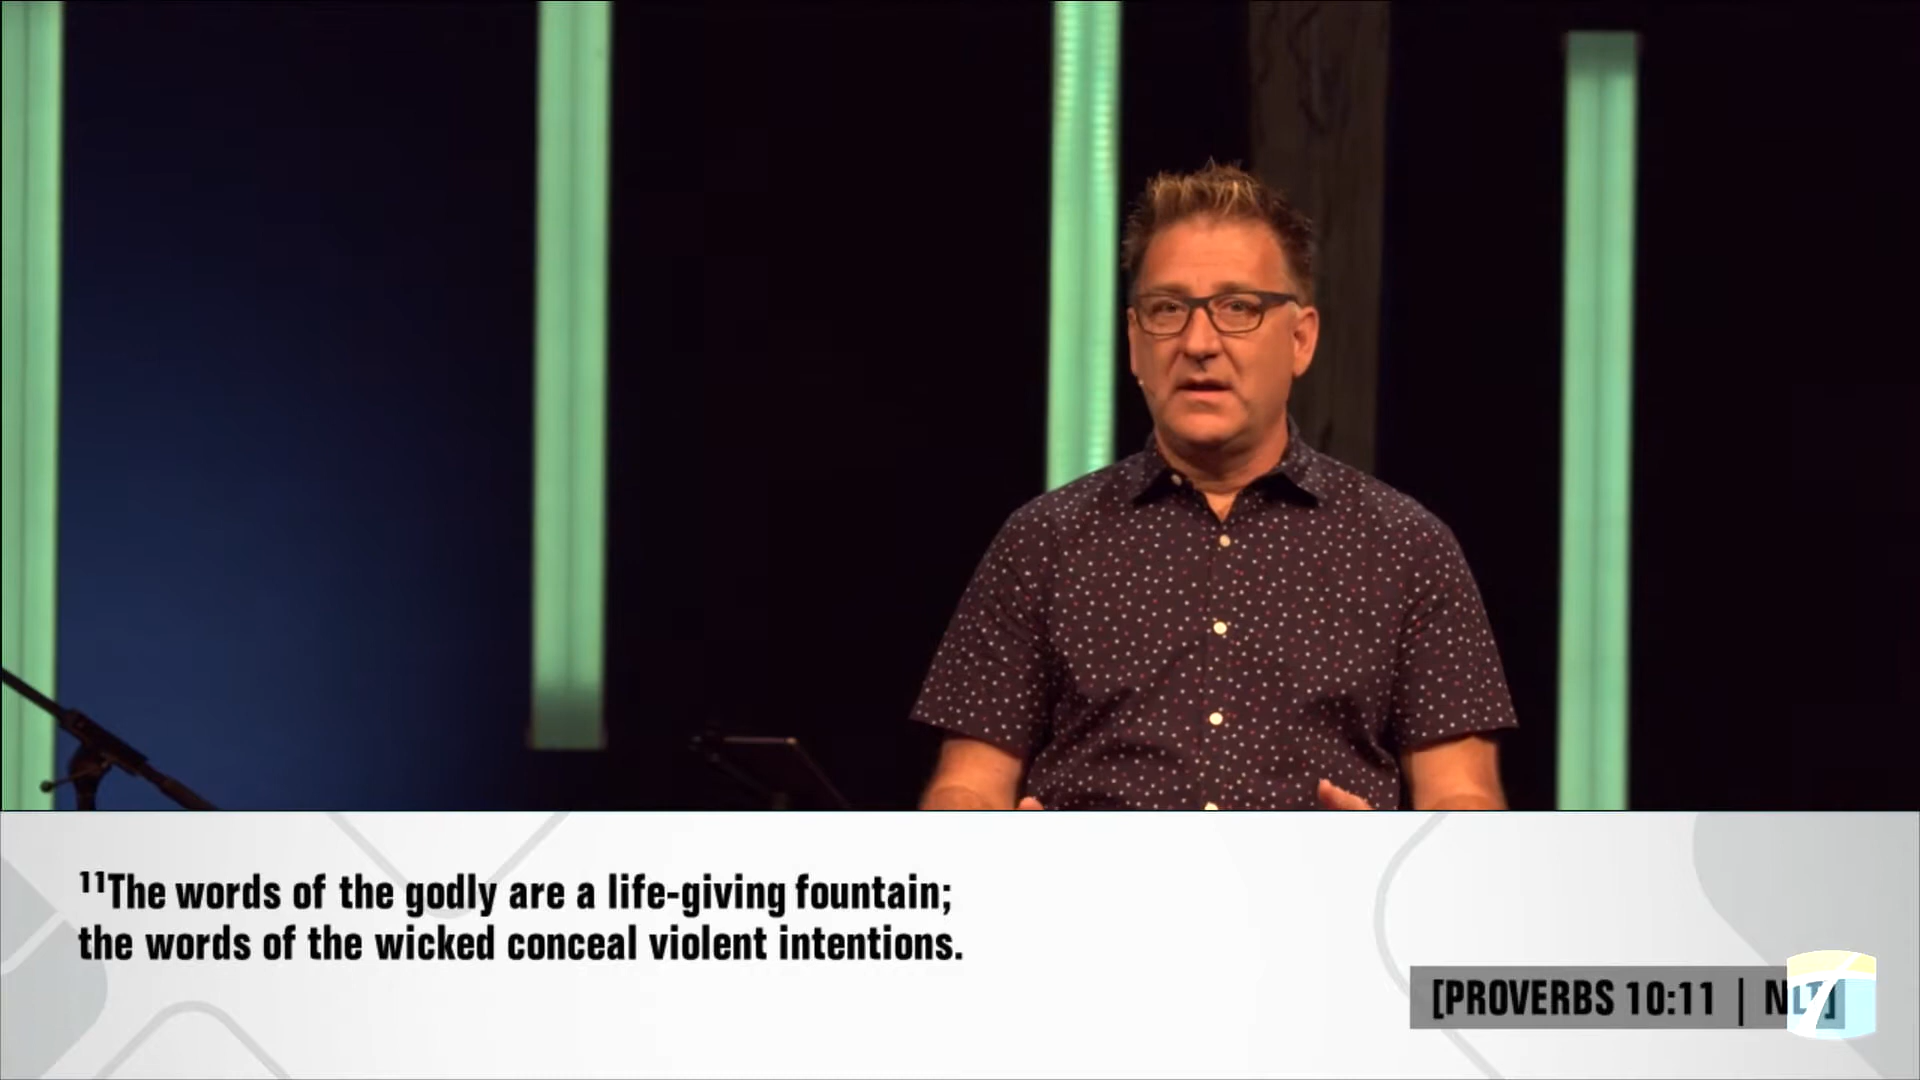 ¹¹The words of the godly are a life-giving fountain;
the words of the wicked conceal violent intentions.
[PROVERBS 10:11 | NLT]